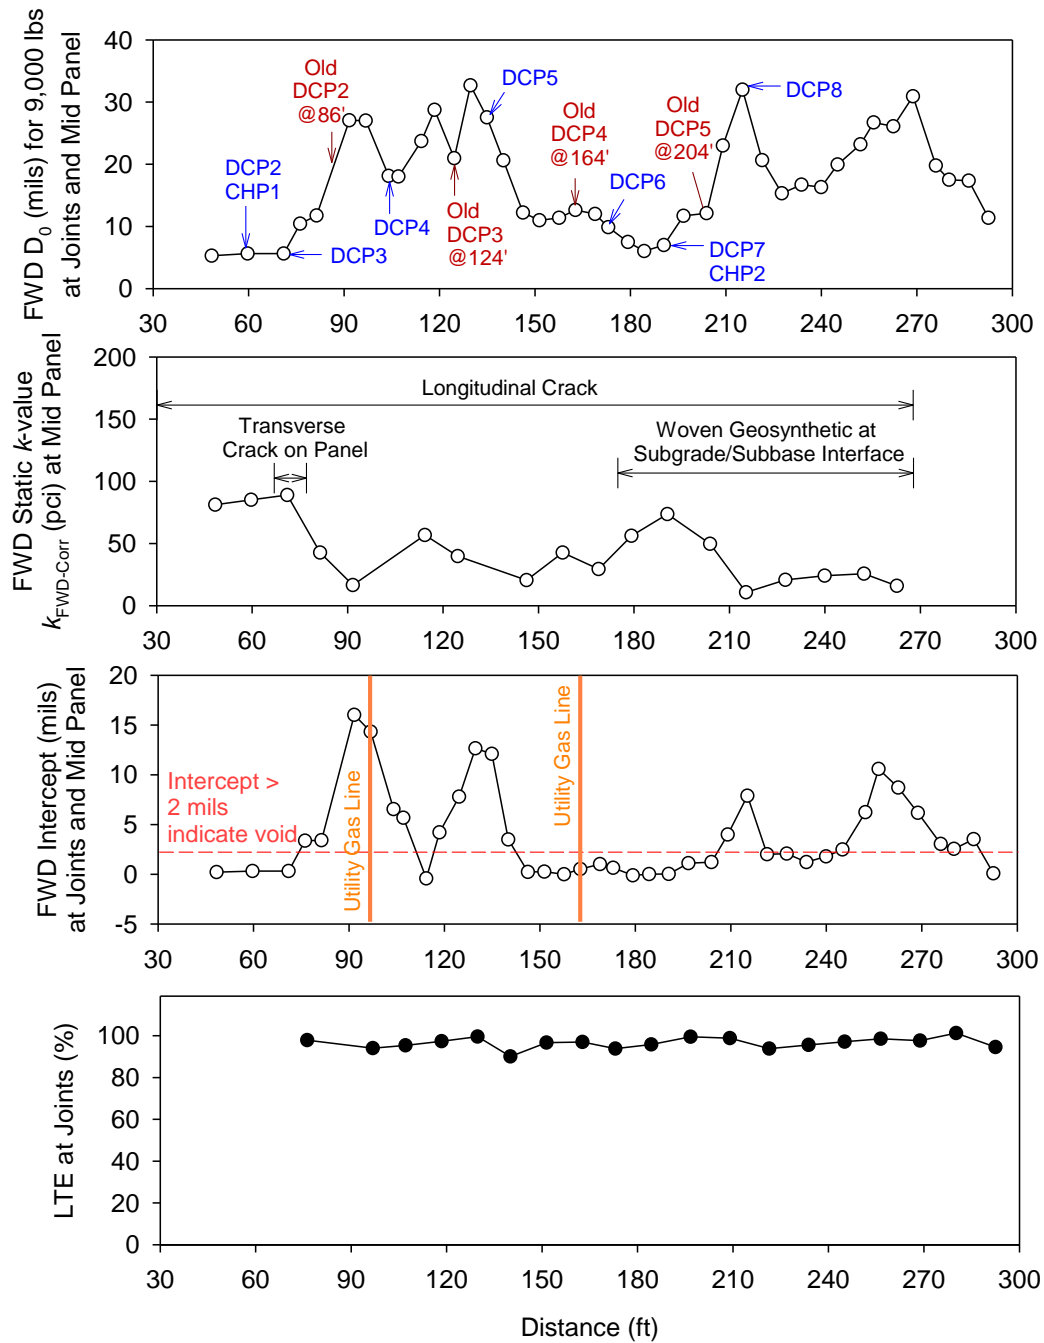 FWD D0 (mils) for 9,000 lbs
at Joints and Mid Panel
40
30
20
10
0
Old
DCP2
@86'
DCP2
CHP1
DCP3
DCP4
Old
DCP3
@124'
DCP5
Old
DCP4
@164'
DCP6
Old
DCP5
@204'
DCP7
CHP2
DCP8
30 60 90 120 150 180 210 240 270 300
FWD Static k-value
kFWD-Corr (pci) at Mid Panel
200
150
100
50
0
Longitudinal Crack
Transverse
Crack on Panel
Woven Geosynthetic at
Subgrade/Subbase Interface
30 60 90 120 150 180 210 240 270 300
FWD Intercept (mils)
at Joints and Mid Panel
20
15
10
5
0
-5
Intercept >
2 mils
indicate void
Utility Gas Line
Utility Gas Line
30 60 90 120 150 180 210 240 270 300
LTE at Joints (%)
100
80
60
40
20
0
30 60 90 120 150 180 210 240 270 300
Distance (ft)